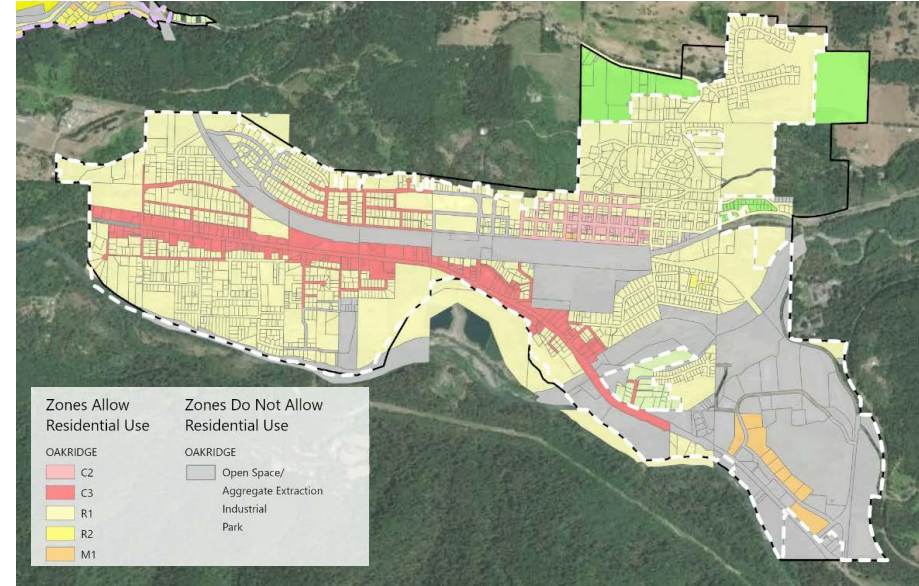 Zones Allow
Residential Use
OAKRIDGE
C2
C3
R1
R2
M1
Zones Do Not Allow
Residential Use
OAKRIDGE
Open Space/
Aggregate Extraction
Industrial
Park